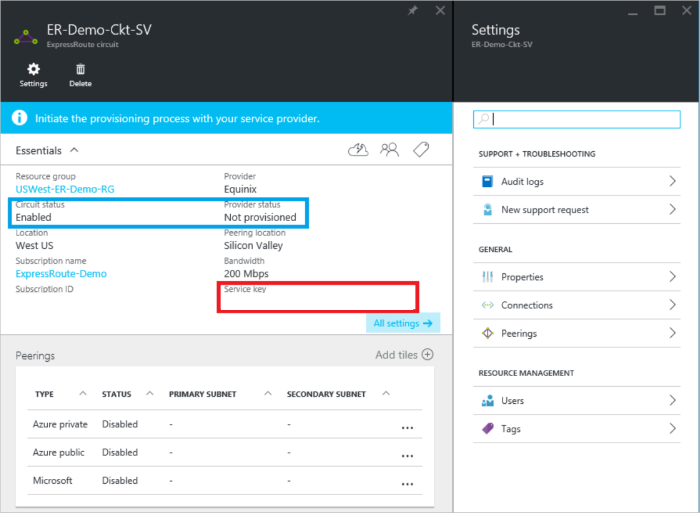 ER-Demo-Ckt-SV
ExpressRoute circuit
Settings
Delete
Initiate the provisioning process with your service provider.
Essentials
Resource group
Provider
USWest-ER-Demo-RG
Equinix
Circuit status
Provider status
Enabled
Not provisioned
Location
Peering location
West US
Silicon Valley
Subscription name
Bandwidth
ExpressRoute-Demo
200 Mbps
Subscription ID
Service key
All settings →
Peerings
Add tiles
TYPE STATUS PRIMARY SUBNET SECONDARY SUBNET
Azure private Disabled - - ...
Azure public Disabled - - ...
Microsoft Disabled - - ...
Settings
ER-Demo-Ckt-SV
SUPPORT + TROUBLESHOOTING
Audit logs
New support request
GENERAL
Properties
Connections
Peerings
RESOURCE MANAGEMENT
Users
Tags